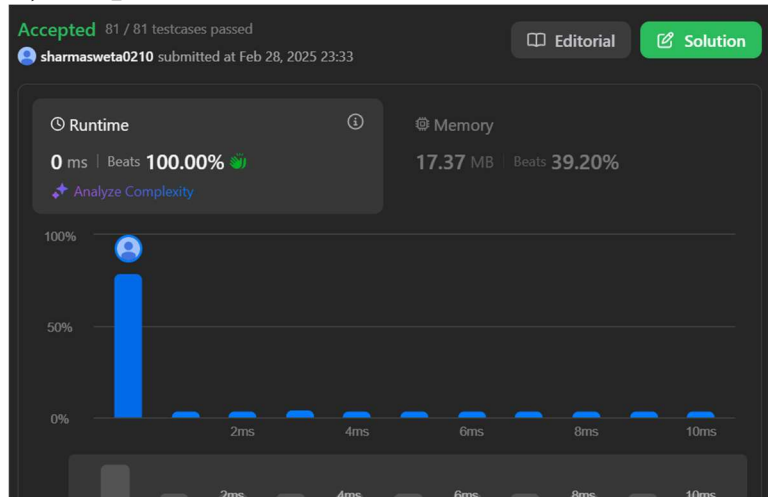 Accepted 81 / 81 testcases passed
sharmasweta0210 submitted at Feb 28, 2025 23:33
Editorial
Solution
Runtime
0 ms | Beats 100.00%
Analyze Complexity
Memory
17.37 MB | Beats 39.20%
100%
50%
0%
2ms 4ms 6ms 8ms 10ms
2ms 4ms 6ms 8ms 10ms